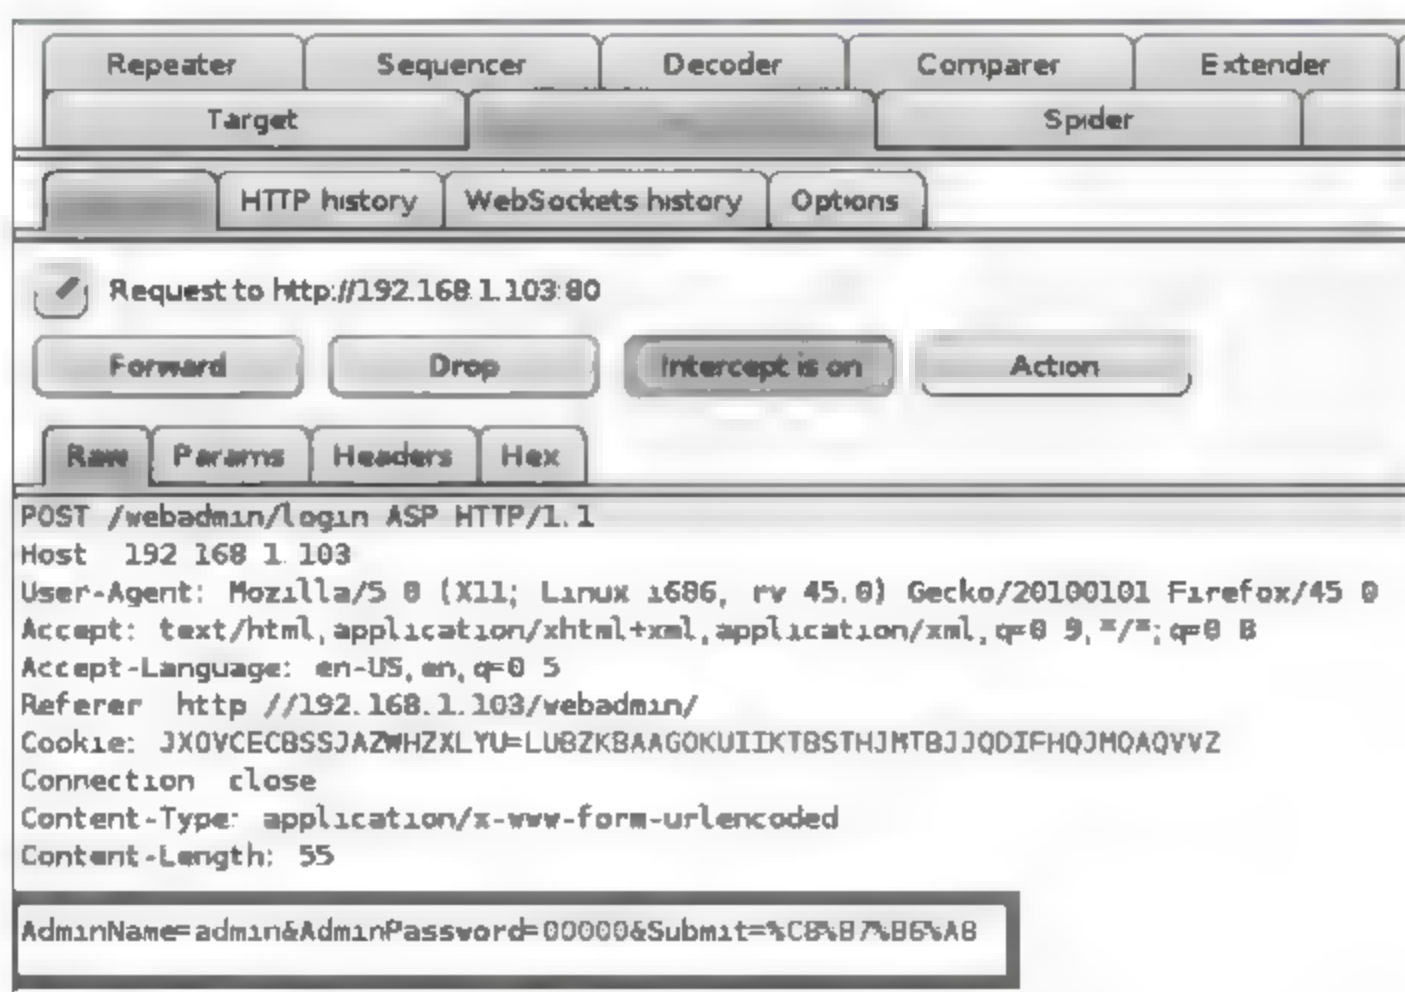 Repeater Sequencer Decoder Comparer Extender
Target Spider
HTTP history WebSockets history Options
Request to http://192.168.1.103:80
Forward Drop Intercept is on Action
Raw Params Headers Hex
POST /webadmin/login ASP HTTP/1.1
Host 192 168 1.103
User-Agent: Mozilla/5 0 (X11; Linux i686, rv 45.0) Gecko/20100101 Firefox/45 0
Accept: text/html,application/xhtml+xml,application/xml,q=0 9,*/*;q=0 8
Accept-Language: en-US,en,q=0 5
Referer http //192.168.1.103/webadmin/
Cookie:
Connection close
Content-Type: application/x-www-form-urlencoded
Content-Length: 55
AdminName=admin&AdminPassword=00000&Submit=%C8%B7%B6%A8